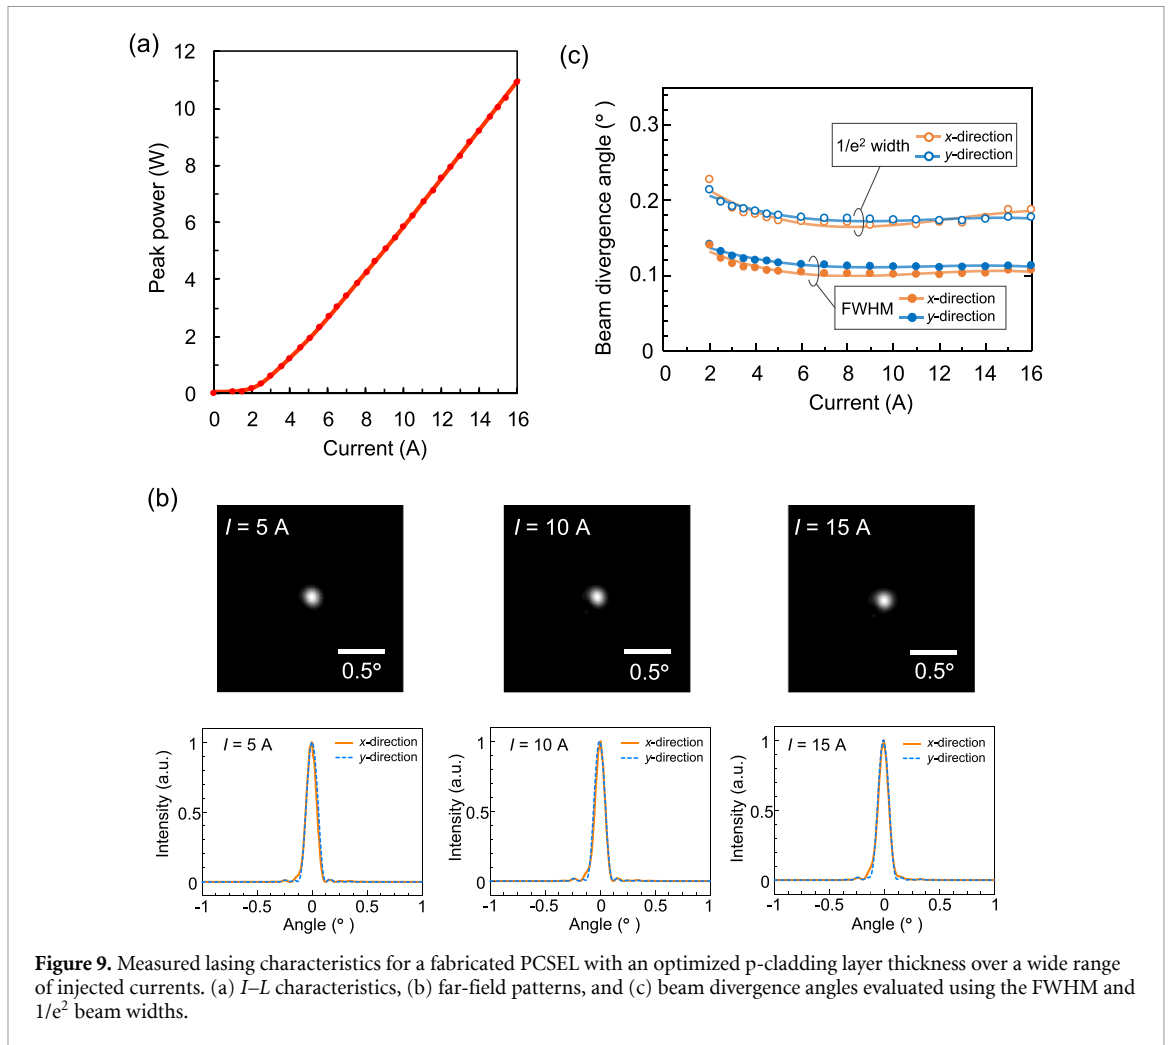 (a)
12
10
8
6
4
2
0
Peak power (W)
0 2 4 6 8 10 12 14 16
Current (A)
(c)
0.3
0.2
0.1
0
Beam divergence angle (°)
1/e² width
x-direction
y-direction
FWHM
x-direction
y-direction
0 2 4 6 8 10 12 14 16
Current (A)
(b)
I = 5 A
0.5°
I = 10 A
0.5°
I = 15 A
0.5°
I = 5 A
x-direction
y-direction
1
0.5
0
Intensity (a.u.)
-1 -0.5 0 0.5 1
Angle (°)
I = 10 A
x-direction
y-direction
1
0.5
0
Intensity (a.u.)
-1 -0.5 0 0.5 1
Angle (°)
I = 15 A
x-direction
y-direction
1
0.5
0
Intensity (a.u.)
-1 -0.5 0 0.5 1
Angle (°)
Figure 9. Measured lasing characteristics for a fabricated PCSEL with an optimized p-cladding layer thickness over a wide range
of injected currents. (a) I–L characteristics, (b) far-field patterns, and (c) beam divergence angles evaluated using the FWHM and
1/e² beam widths.